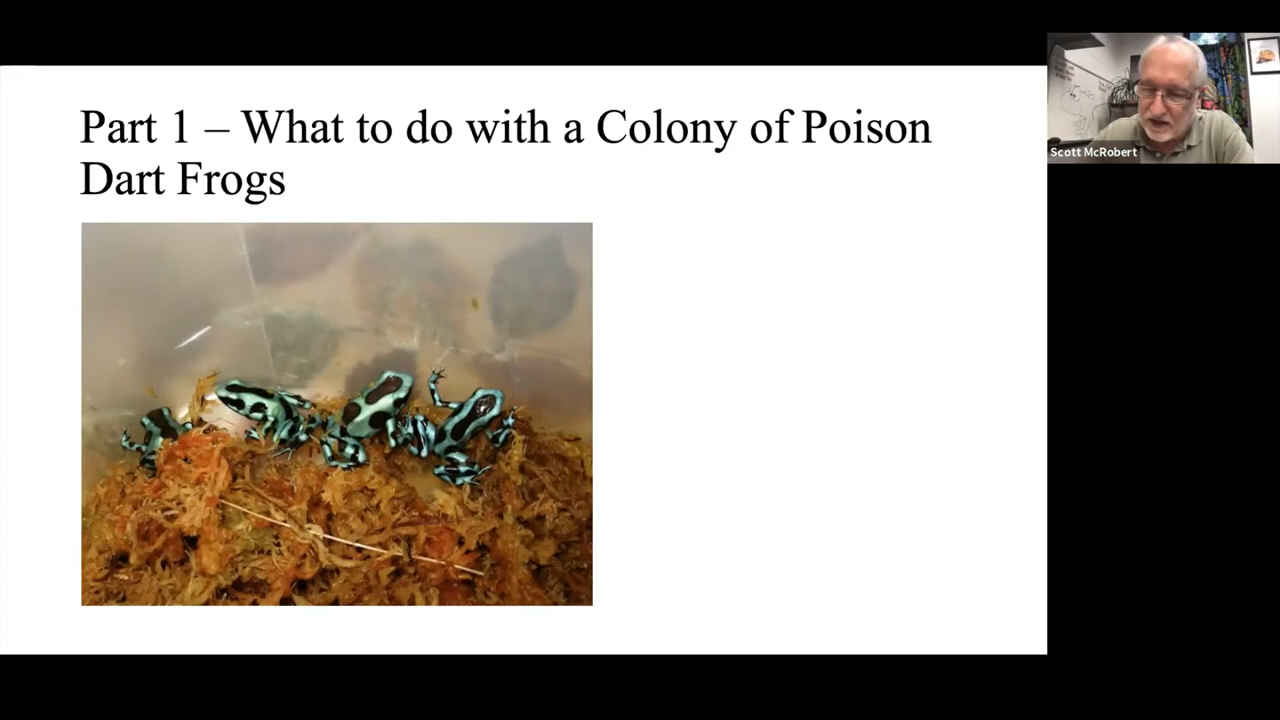 Part 1 – What to do with a Colony of Poison
Dart Frogs
Scott McRobert